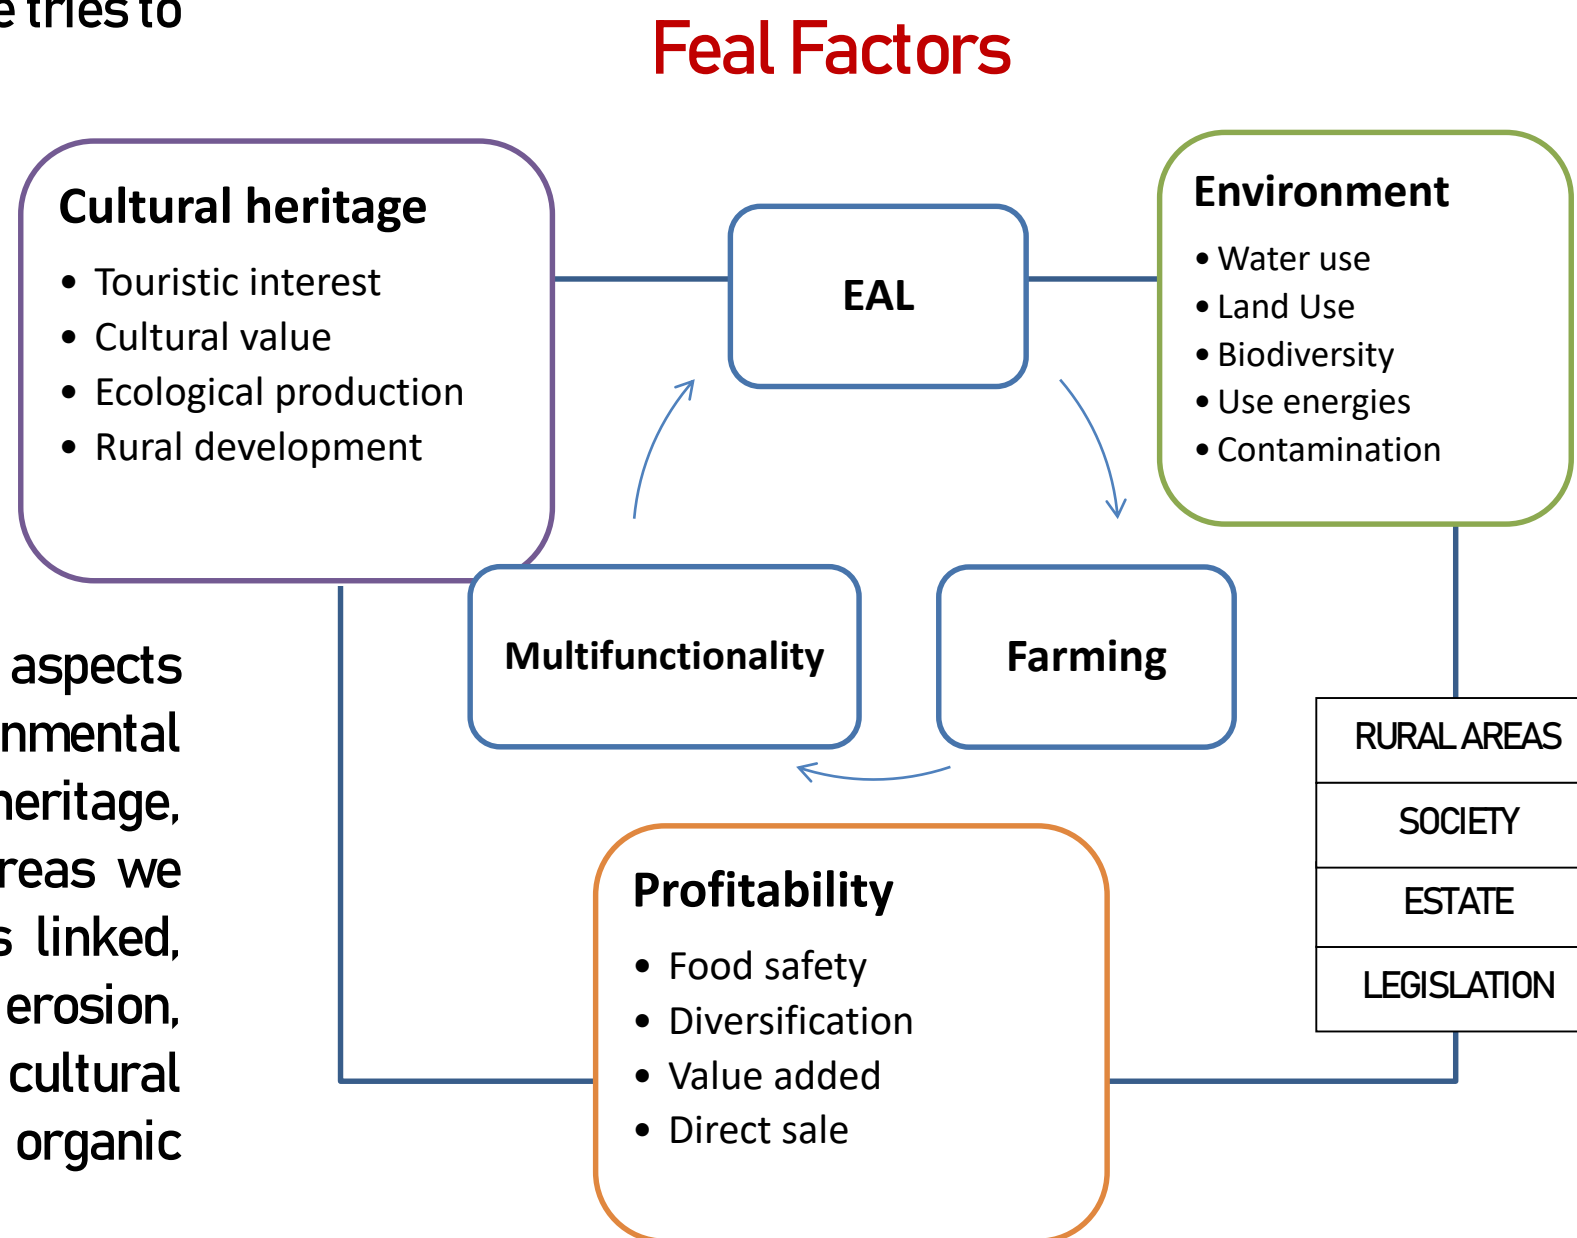 e tries to
Feal Factors
Cultural heritage
• Touristic interest
• Cultural value
• Ecological production
• Rural development
EAL
Environment
• Water use
• Land Use
• Biodiversity
• Use energies
• Contamination
Multifunctionality
Farming
aspects
nmental
heritage,
reas we
s linked,
erosion,
cultural
organic
RURAL AREAS
SOCIETY
ESTATE
LEGISLATION
Profitability
• Food safety
• Diversification
• Value added
• Direct sale